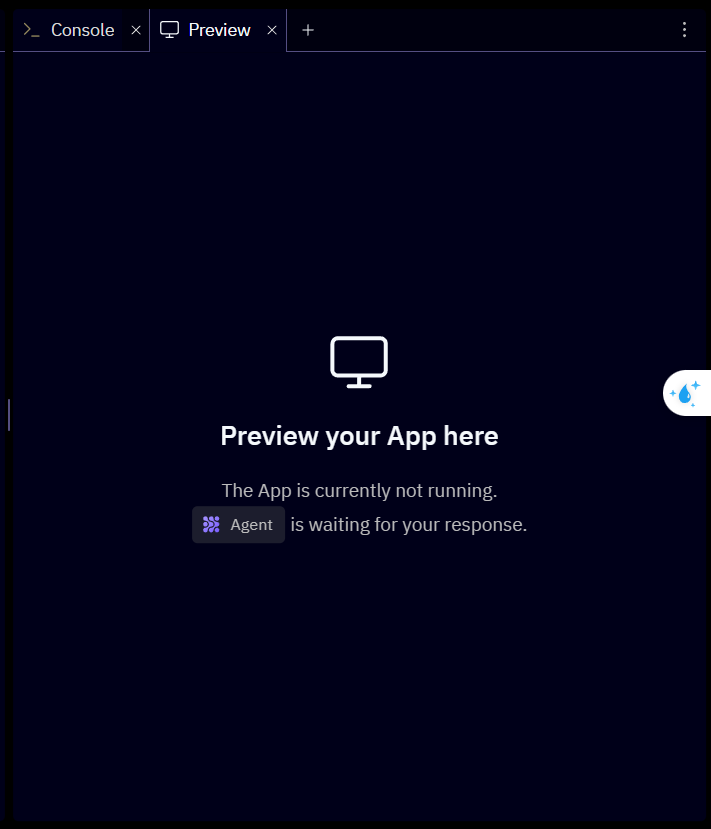 Console
Preview
Preview your App here
The App is currently not running.
Agent is waiting for your response.